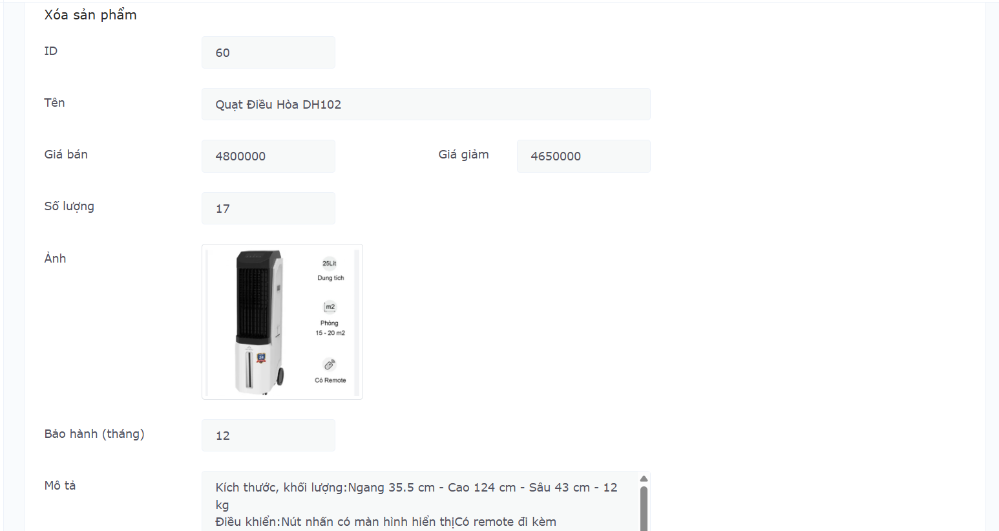 Xóa sản phẩm
ID
60
Tên
Quạt Điều Hòa DH102
Giá bán
4800000
Giá giảm
4650000
Số lượng
17
Ảnh
25Lít
Dung tích
m2
Phòng
15 - 20 m2
Có Remote
24
Bảo hành (tháng)
12
Mô tả
Kích thước, khối lượng:Ngang 35.5 cm - Cao 124 cm - Sâu 43 cm - 12
kg
Điều khiển:Nút nhấn có màn hình hiển thịCó remote đi kèm